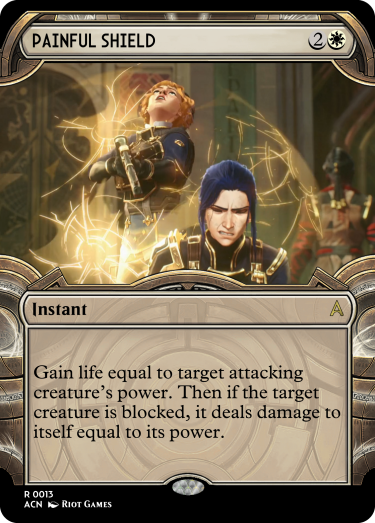 PAINFUL SHIELD 2
Instant
Gain life equal to target attacking
creature's power. Then if the target
creature is blocked, it deals damage to
itself equal to its power.
R 0013
ACN RIOT GAMES